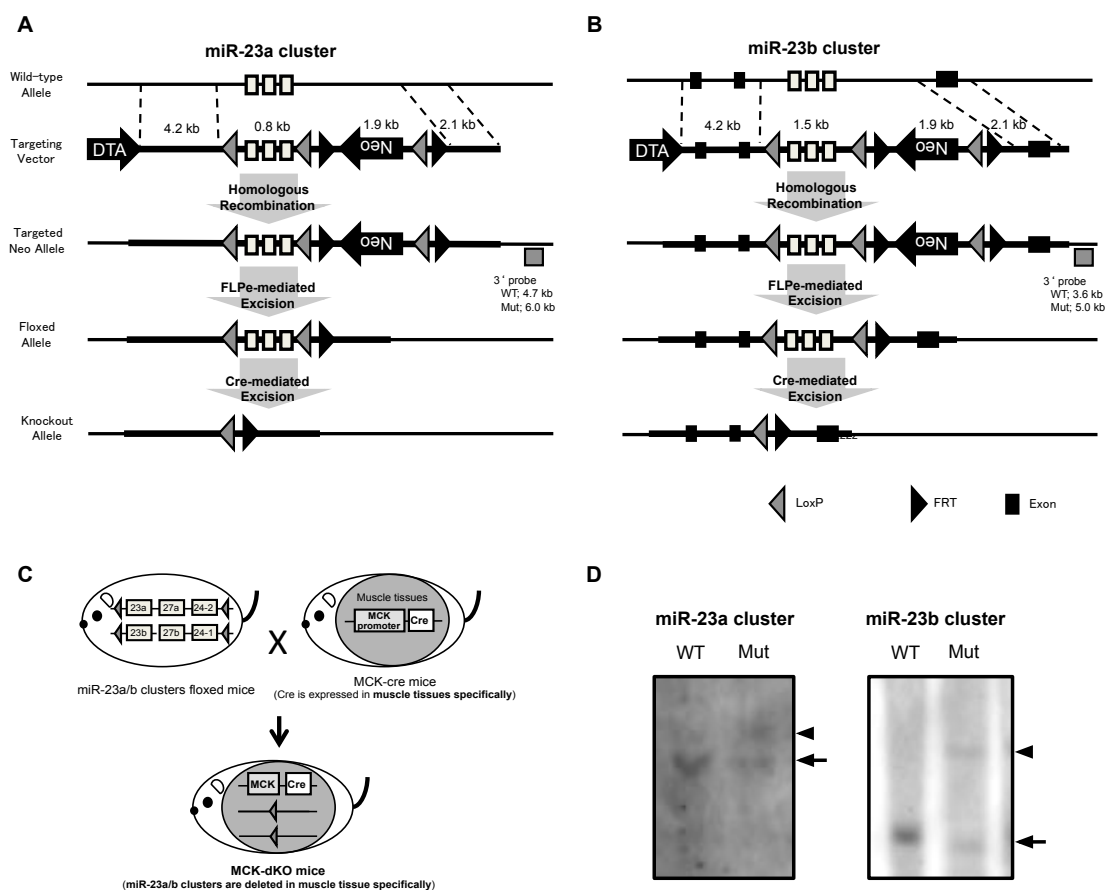 A
miR-23a cluster
Wild-type
Allele
4.2 kb
0.8 kb
1.9 kb
2.1 kb
Targeting
Vector
DTA
Neo
Homologous
Recombination
Targeted
Neo Allele
Neo
3' probe
WT; 4.7 kb
Mut; 6.0 kb
FLPe-mediated
Excision
Floxed
Allele
Cre-mediated
Excision
Knockout
Allele
B
miR-23b cluster
4.2 kb
1.5 kb
1.9 kb
2.1 kb
DTA
Neo
Homologous
Recombination
Neo
3' probe
WT; 3.6 kb
Mut; 5.0 kb
FLPe-mediated
Excision
Cre-mediated
Excision
LoxP
FRT
Exon
C
23a 27a 24-2
23b 27b 24-1
miR-23a/b clusters floxed mice
X
Muscle tissues
MCK
promoter
Cre
MCK-cre mice
(Cre is expressed in muscle tissues specifically)
MCK Cre
MCK-dKO mice
(miR-23a/b clusters are deleted in muscle tissue specifically)
D
miR-23a cluster
WT Mut
miR-23b cluster
WT Mut